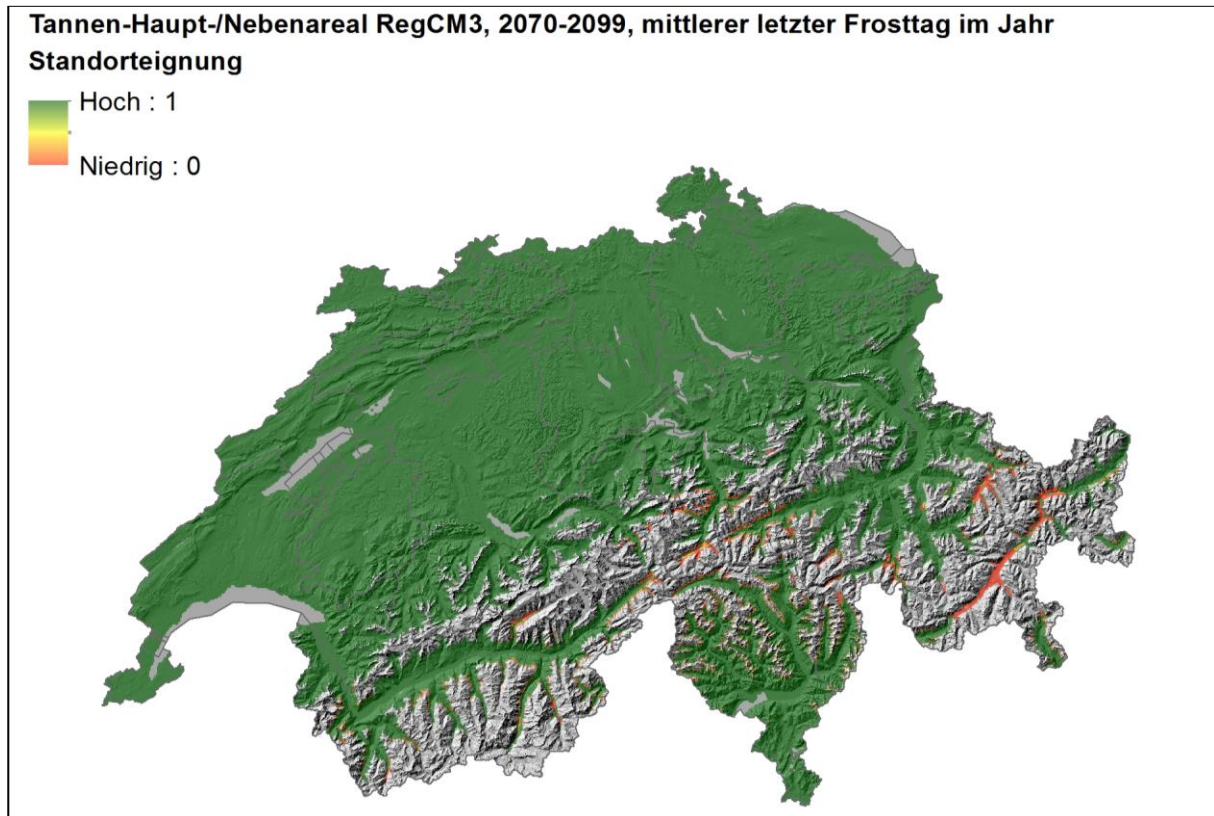 Tannen-Haupt-/Nebenareal RegCM3, 2070-2099, mittlerer letzter Frosttag im Jahr
Standorteignung
Hoch : 1
Niedrig : 0